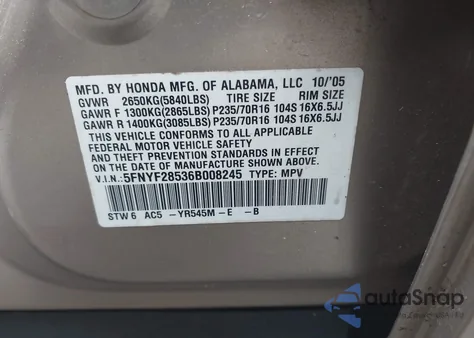 MFD. BY HONDA MFG. OF ALABAMA, LLC 10/'05
GVWR 2650KG(5840LBS) TIRE SIZE RIM SIZE
GAWR F 1300KG(2865LBS)P235/70R16 104S 16X6.5JJ
GAWR R 1400KG(3085LBS)P235/70R16 104S 16X6.5JJ
THIS VEHICLE CONFORMS TO ALL APPLICABLE
FEDERAL MOTOR VEHICLE SAFETY
STANDARDS IN EFFECT ON THE DATE OF
MANUFACTURE SHOWN ABOVE.
V.I.N.:5FNYF28536B008245 TYPE: MPV
STW 6 AC5 -YR545M -E -B
autoSnap